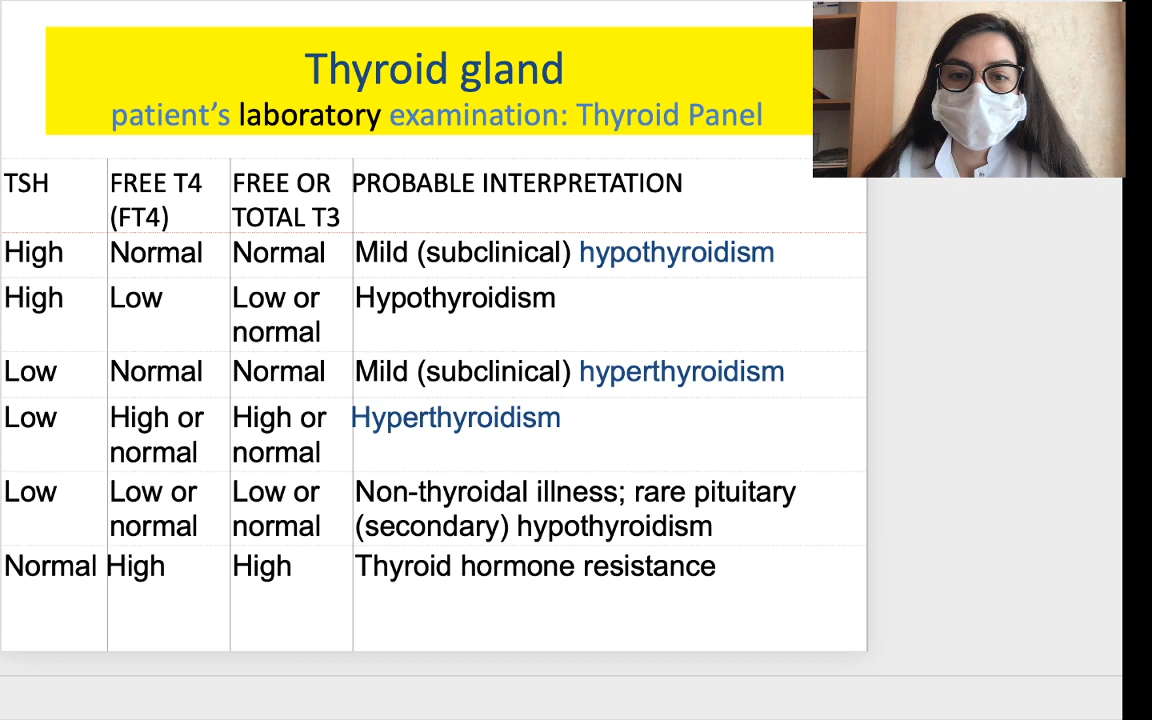 Thyroid gland
patient's laboratory examination: Thyroid Panel
TSH FREE T4 (FT4) FREE OR TOTAL T3 PROBABLE INTERPRETATION
High Normal Normal Mild (subclinical) hypothyroidism
High Low Low or normal Hypothyroidism
Low Normal Normal Mild (subclinical) hyperthyroidism
Low High or normal High or normal Hyperthyroidism
Low Low or normal Low or normal Non-thyroidal illness; rare pituitary (secondary) hypothyroidism
Normal High High Thyroid hormone resistance